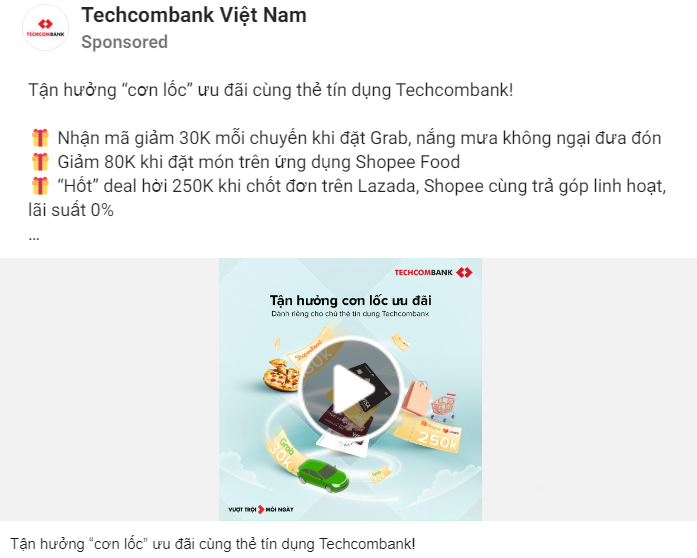 Techcombank Việt Nam
TECHCOMBANK
Sponsored
Tận hưởng “cơn lốc” ưu đãi cùng thẻ tín dụng Techcombank!
Nhận mã giảm 30K mỗi chuyến khi đặt Grab, nắng mưa không ngại đưa đón
Giảm 80K khi đặt món trên ứng dụng Shopee Food
“Hốt” deal hời 250K khi chốt đơn trên Lazada, Shopee cùng trả góp linh hoạt,
lãi suất 0%
...
TECHCOMBANK
Tận hưởng cơn lốc ưu đãi
Dành riêng cho chủ thẻ tín dụng Techcombank
ShopeeFood
VISA
250k
Grab
30k
Grab
VƯỢT TRỘI MỖI NGÀY
Tận hưởng “cơn lốc” ưu đãi cùng thẻ tín dụng Techcombank!